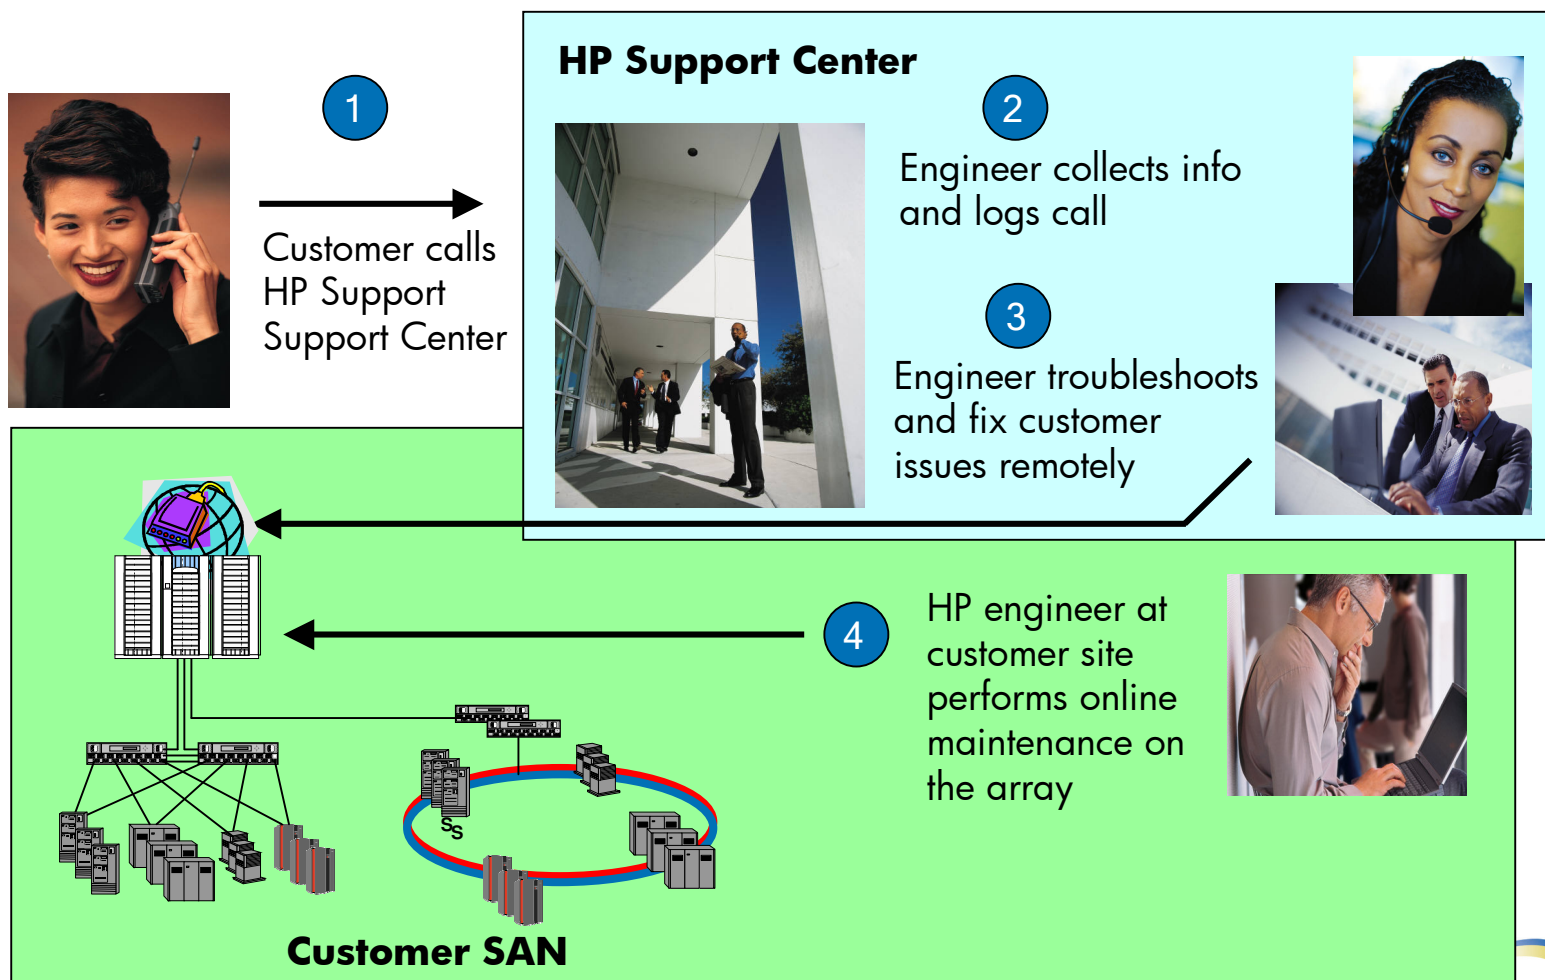 HP Support Center
1
Customer calls
HP Support
Support Center
2
Engineer collects info
and logs call
3
Engineer troubleshoots
and fix customer
issues remotely
4
HP engineer at
customer site
performs online
maintenance on
the array
S
S
Customer SAN